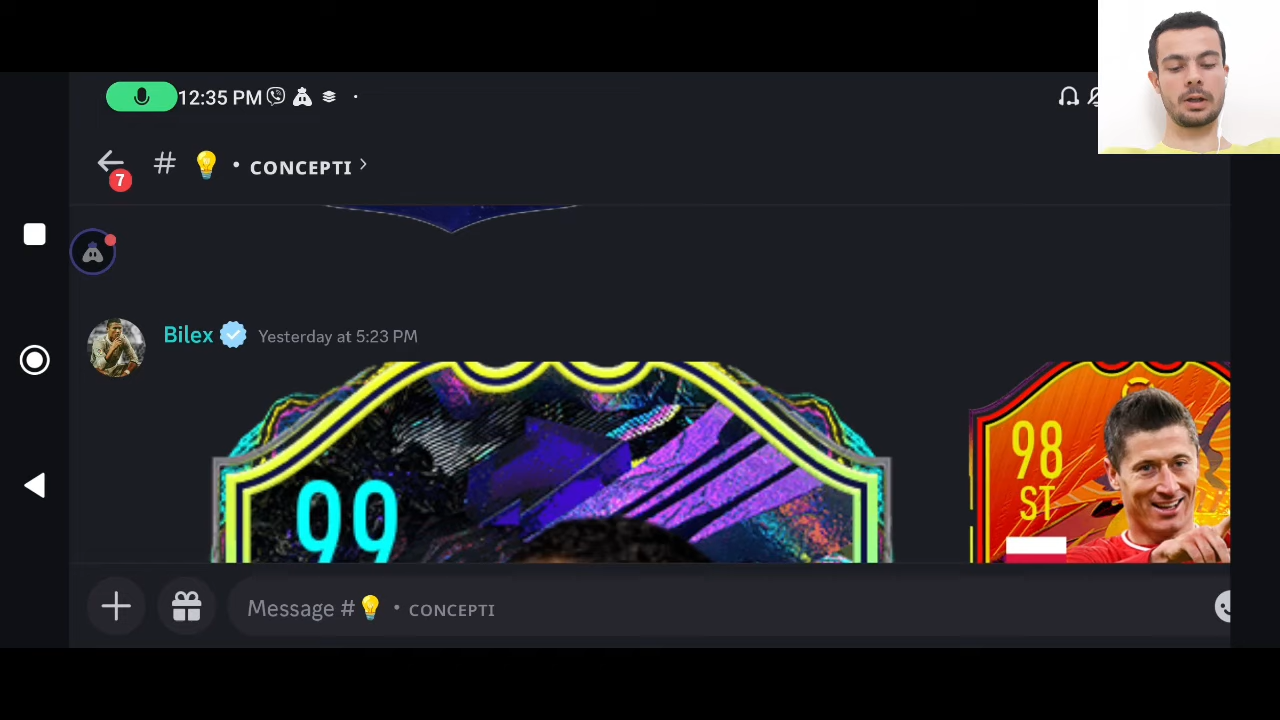 12:35 PM
7
# 💡 • CONCEPTI >
Bilex Yesterday at 5:23 PM
99
98
ST
Message #💡 • CONCEPTI